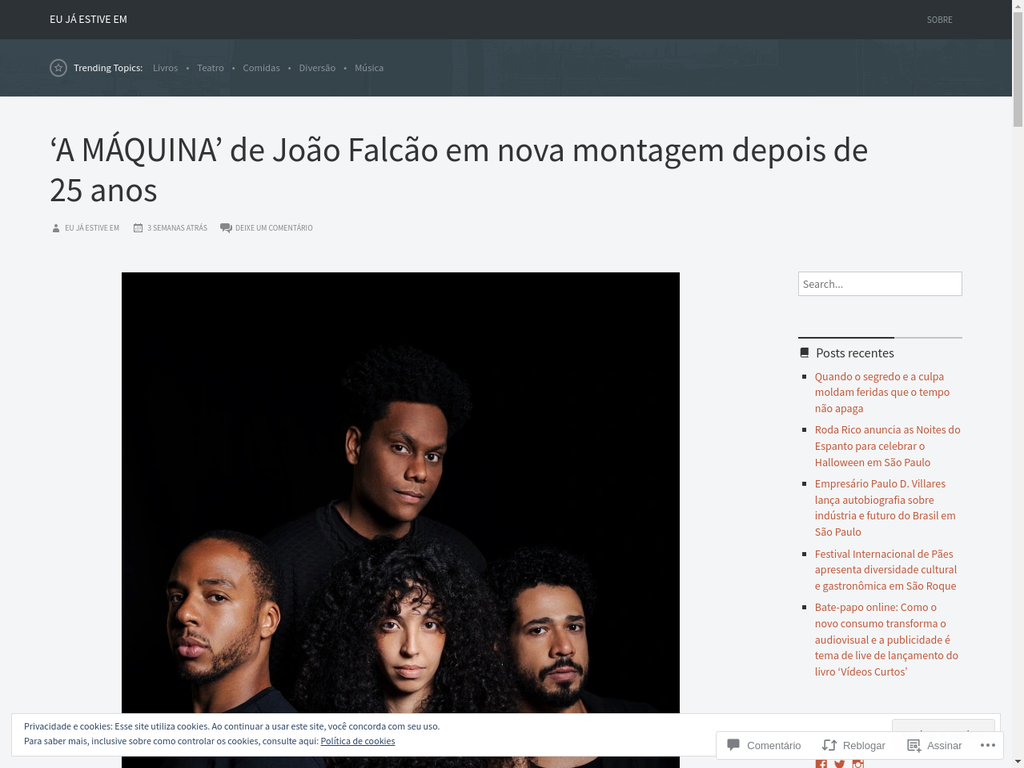 EU JÁ ESTIVE EM
SOBRE
Trending Topics: Livros • Teatro • Comidas • Diversão • Música
‘A MÁQUINA’ de João Falcão em nova montagem depois de
25 anos
EU JÁ ESTIVE EM 3 SEMANAS ATRÁS DEIXE UM COMENTÁRIO
Search...
Posts recentes
Quando o segredo e a culpa
moldam feridas que o tempo
não apaga
Roda Rico anuncia as Noites do
Espanto para celebrar o
Halloween em São Paulo
Empresário Paulo D. Villares
lança autobiografia sobre
indústria e futuro do Brasil em
São Paulo
Festival Internacional de Pães
apresenta diversidade cultural
e gastronômica em São Roque
Bate-papo online: Como o
novo consumo transforma o
audiovisual e a publicidade é
tema de live de lançamento do
livro ‘Vídeos Curtos’
Privacidade e cookies: Esse site utiliza cookies. Ao continuar a usar este site, você concorda com seu uso.
Para saber mais, inclusive sobre como controlar os cookies, consulte aqui: Política de cookies
Comentário Reblogar Assinar